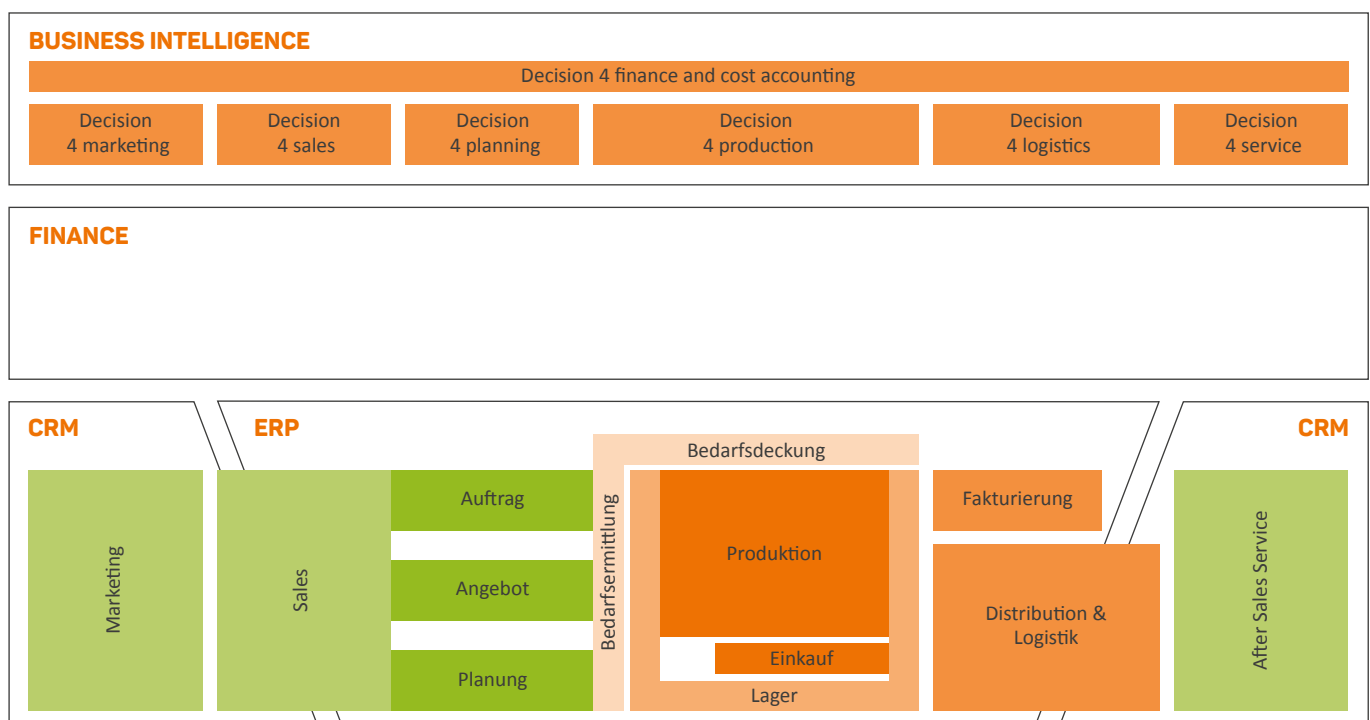 BUSINESS INTELLIGENCE
Decision 4 finance and cost accounting
Decision
4 marketing
Decision
4 sales
Decision
4 planning
Decision
4 production
Decision
4 logistics
Decision
4 service
FINANCE
CRM
ERP
CRM
Marketing
Sales
Auftrag
Angebot
Planung
Bedarfsermittlung
Bedarfsdeckung
Produktion
Einkauf
Lager
Fakturierung
Distribution &
Logistik
After Sales Service